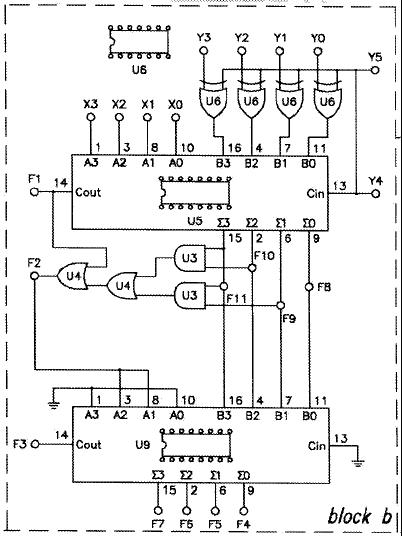 Y3 Y2 Y1 Y0
U6
Y5
U6 U6 U6 U6
X3 X2 X1 X0
1 3 8 10 16 4 7 11
A3 A2 A1 A0 B3 B2 B1 B0
F1 14 Cout Cin 13 Y4
U5
Σ3 Σ2 Σ1 Σ0
15 2 6 9
F2 U3 F10
U4 U4 F8
U3 F11
F9
1 3 8 10 16 4 7 11
A3 A2 A1 A0 B3 B2 B1 B0
F3 14 Cout U9 Cin 13
Σ3 Σ2 Σ1 Σ0
15 2 6 9
F7 F6 F5 F4
block b